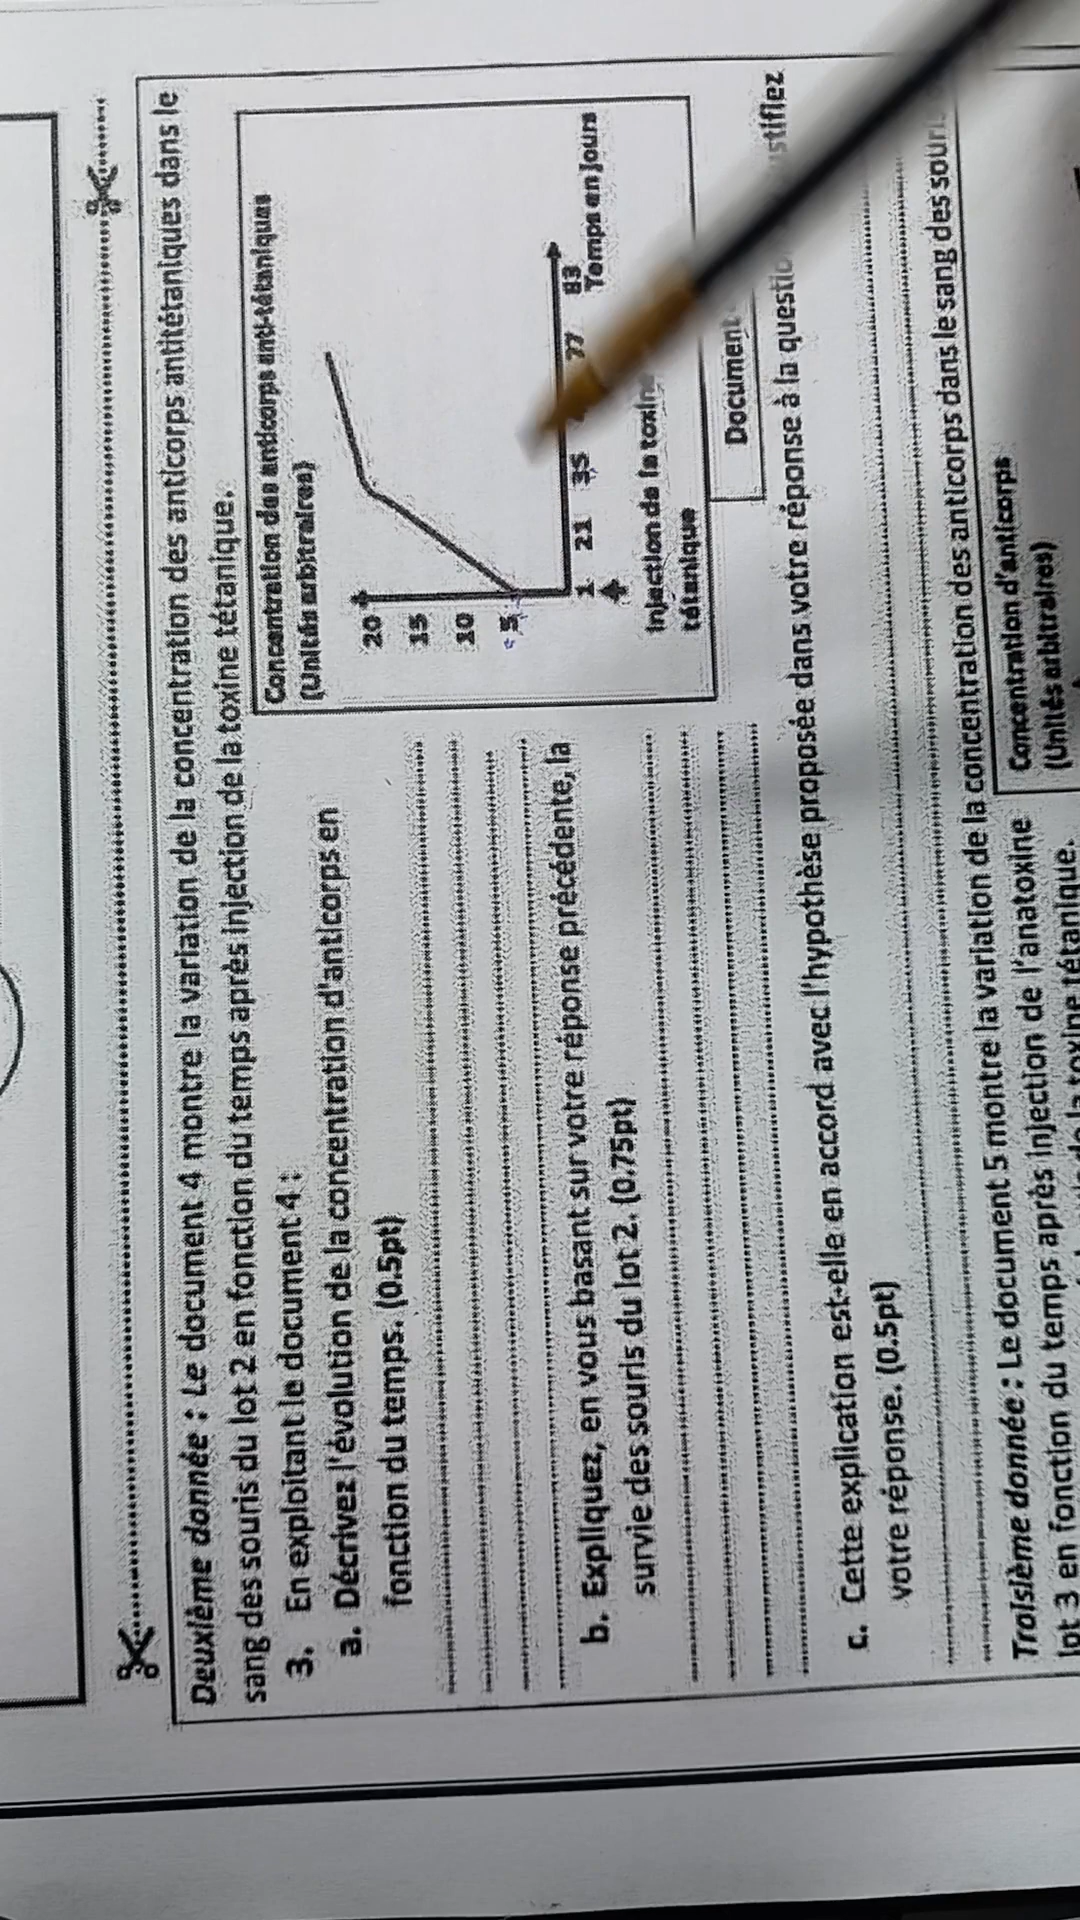 Deuxième donnée : Le document 4 montre la variation de la concentration des anticorps antitétaniques dans le
sang des souris du lot 2 en fonction du temps après injection de la toxine tétanique.
3. En exploitant le document 4 :
a. Décrivez l'évolution de la concentration d'anticorps en
fonction du temps. (0.5pt)
b. Expliquez, en vous basant sur votre réponse précédente, la
survie des souris du lot 2. (0.75pt)
Concentration des anticorps anti-tétaniques
(Unités arbitraires)
20
15
10
5
1 21 35 77 83
Temps en jours
Injection de la
tétanique
Document
c. Cette explication est-elle en accord avec l'hypothèse proposée dans votre réponse à la
votre réponse. (0.5pt)
Troisième donnée : Le document 5 montre la variation de la concentration des anticorps dans le sang des
lot 3 en fonction du temps après injection de l'anatoxine
tétanique.
Concentration d'anticorps
(Unités arbitraires)